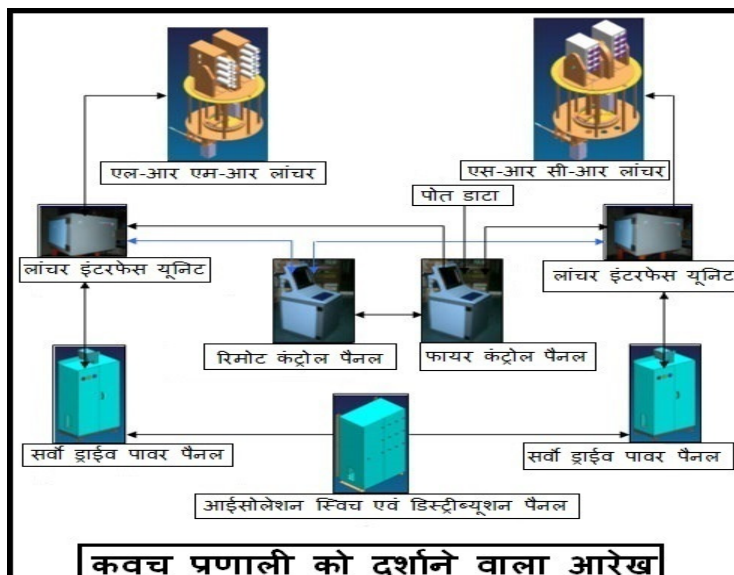 एल-आर एम-आर लांचर
एस-आर सी-आर लांचर
पोत डाटा
लांचर इंटरफेस यूनिट
लांचर इंटरफेस यूनिट
रिमोट कंट्रोल पैनल
फायर कंट्रोल पैनल
सर्वो ड्राईव पावर पैनल
सर्वो ड्राईव पावर पैनल
आईसोलेशन स्विच एवं डिस्ट्रीब्यूशन पैनल
कवच प्रणाली को दर्शाने वाला आरेख